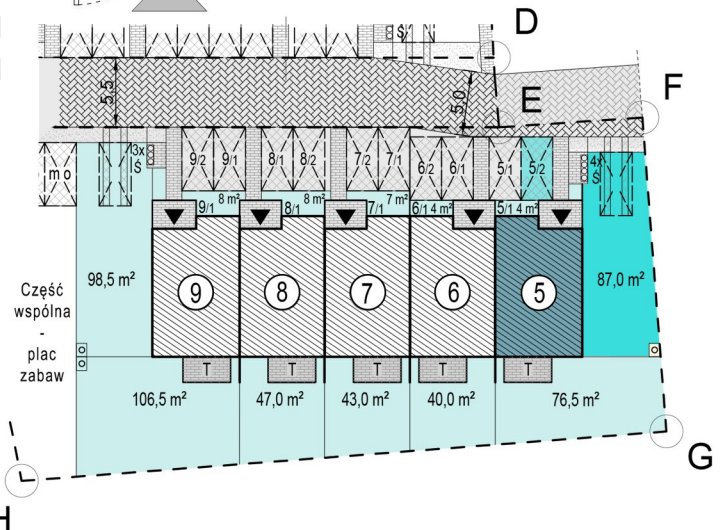 Ś
D
5,5
5,0
E
F
3x
Ś
m o
9/2
9/1
8/1
8/2
7/2
7/1
6/2
6/1
5/1
5/2
4x
Ś
8 m²
8 m²
7 m²
9/1
8/1
7/1
6/1 4 m²
5/1 4 m²
98,5 m²
87,0 m²
9
8
7
6
5
Część
wspólna
-
plac
zabaw
T
T
T
T
T
106,5 m²
47,0 m²
43,0 m²
40,0 m²
76,5 m²
G
H